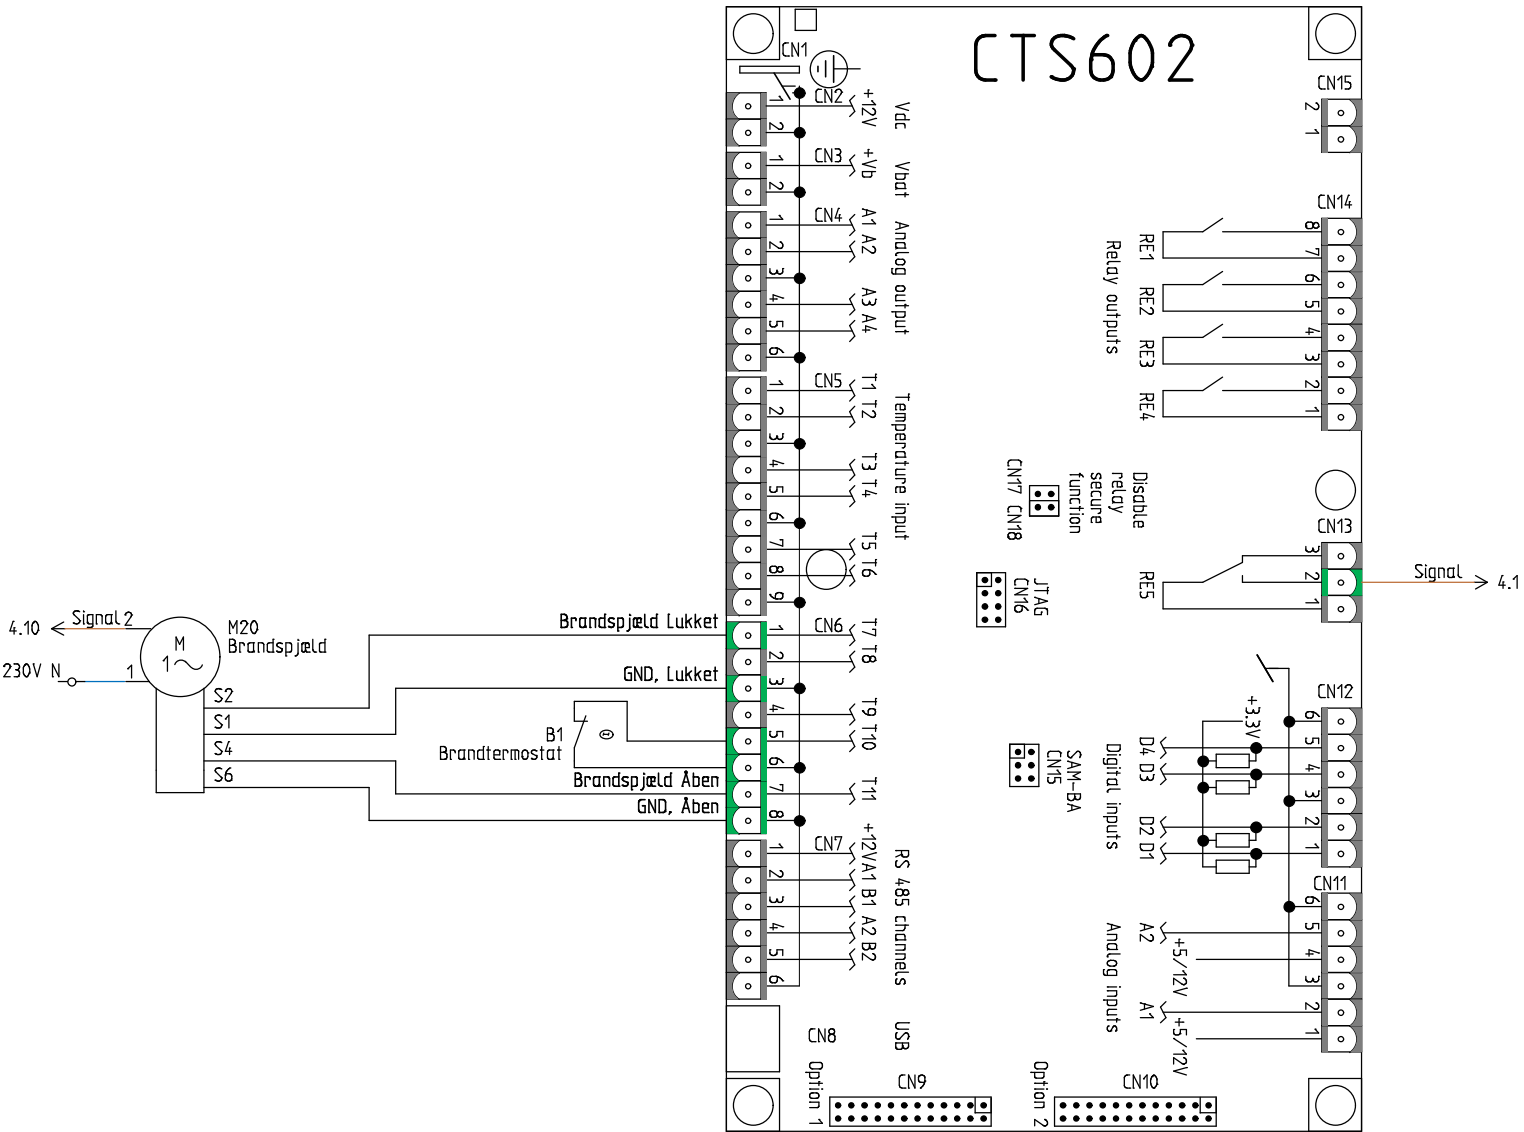 CTS602
CN1
CN2
1
2
+12V
Vdc
CN3
1
2
+Vb
Vbat
CN4
1
2
3
4
5
6
A1 A2
A3 A4
Analog output
CN5
1
2
3
4
5
6
7
8
9
T1 T2
T3 T4
T5 T6
Temperature input
CN6
1
2
3
4
5
6
7
8
T7 T8
T9 T10
T11
CN7
1
2
3
4
5
6
+12V A1 B1 A2 B2
RS 485 channels
CN8
USB
Option 1
CN9
Option 2
CN10
CN15
2
1
CN14
8
7
6
5
4
3
2
1
RE1
RE2
RE3
RE4
Relay outputs
CN17 CN18
Disable
relay
secure
function
CN13
3
2
1
RE5
Signal
4.1
JTAG
CN16
SAM-BA
CN15
CN12
6
5
4
3
2
1
+3.3V
D4 D3
D2 D1
Digital inputs
CN11
6
5
4
3
2
1
A2
+5/12V
A1
+5/12V
Analog inputs
4.10
Signal 2
230V N
1
M
1
M20
Brandspjæld
S2
S1
S4
S6
Brandspjæld Lukket
GND, Lukket
B1
Brandtermostat
Brandspjæld Åben
GND, Åben